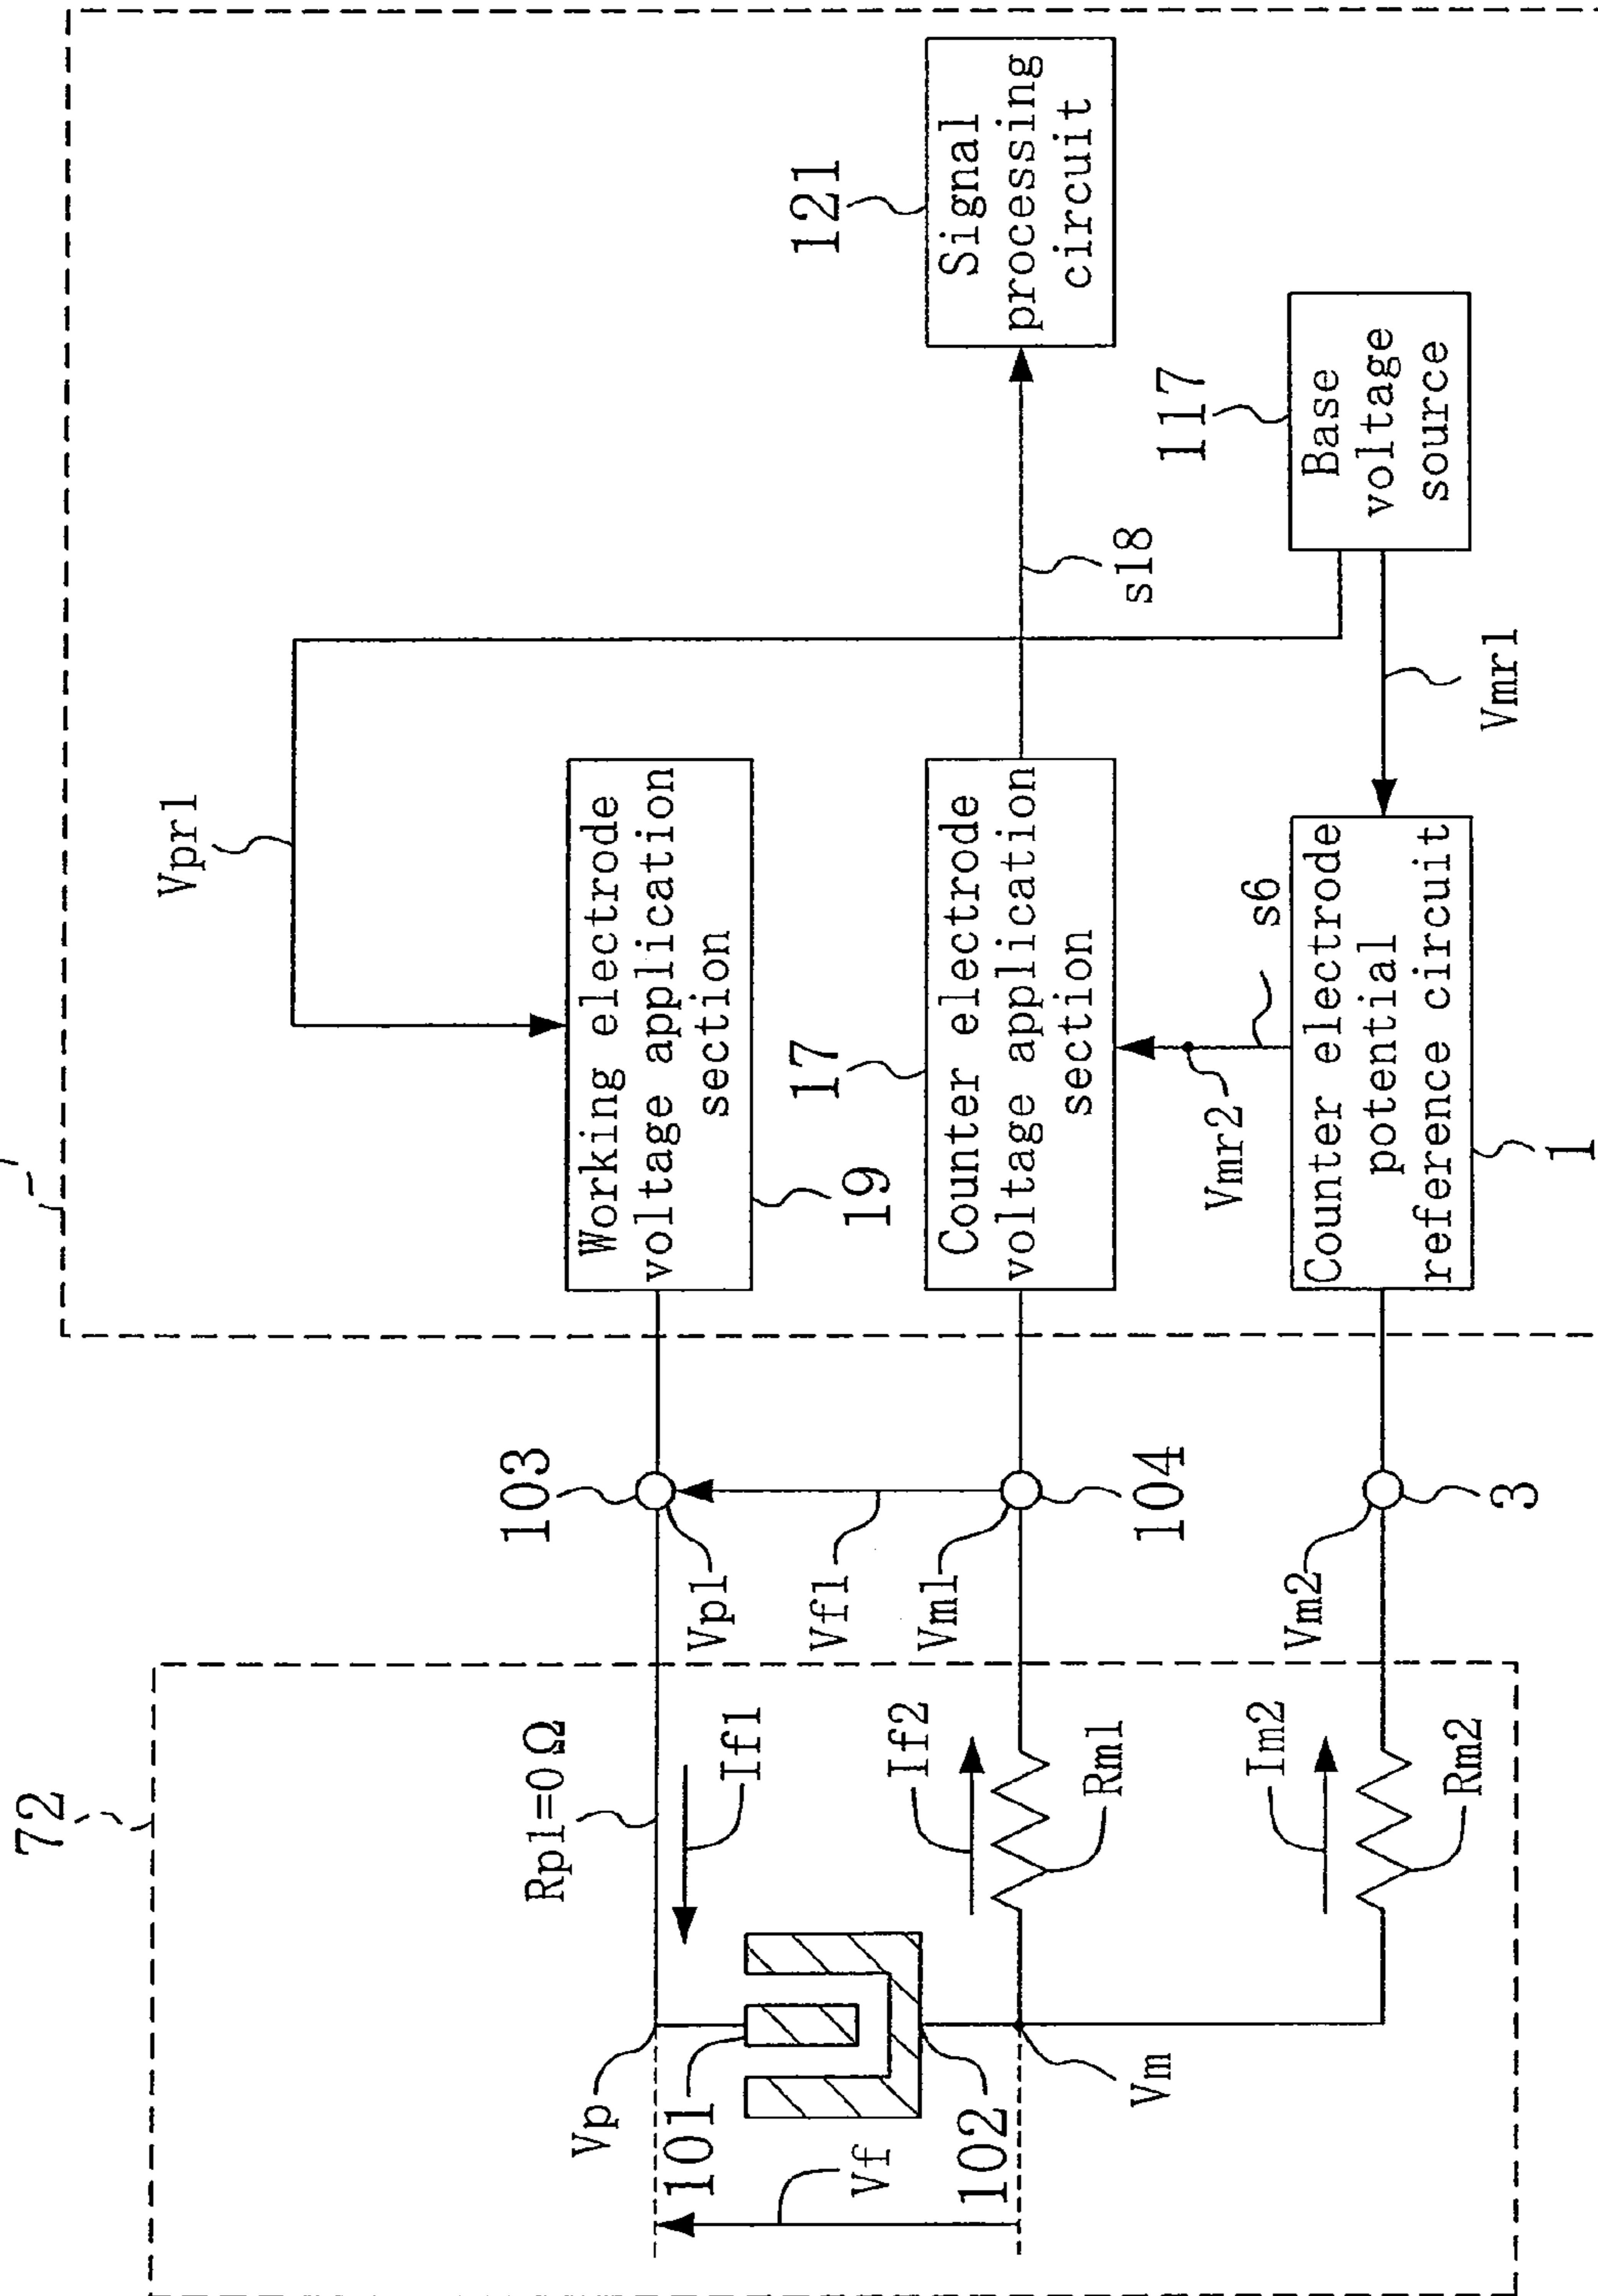 72
Rp1=0Ω
103
Vpr1
Vp
If1
Vp1
Working electrode
voltage application
section
19
101
Vf
Vf1
102
If2
Rm1
Vm1
104
17
Counter electrode
voltage application
section
s18
121
Signal
processing
circuit
Vm
Im2
Rm2
Vm2
3
Vmr2
s6
Counter electrode
potential
reference circuit
1
Vmr1
117
Base
voltage
source